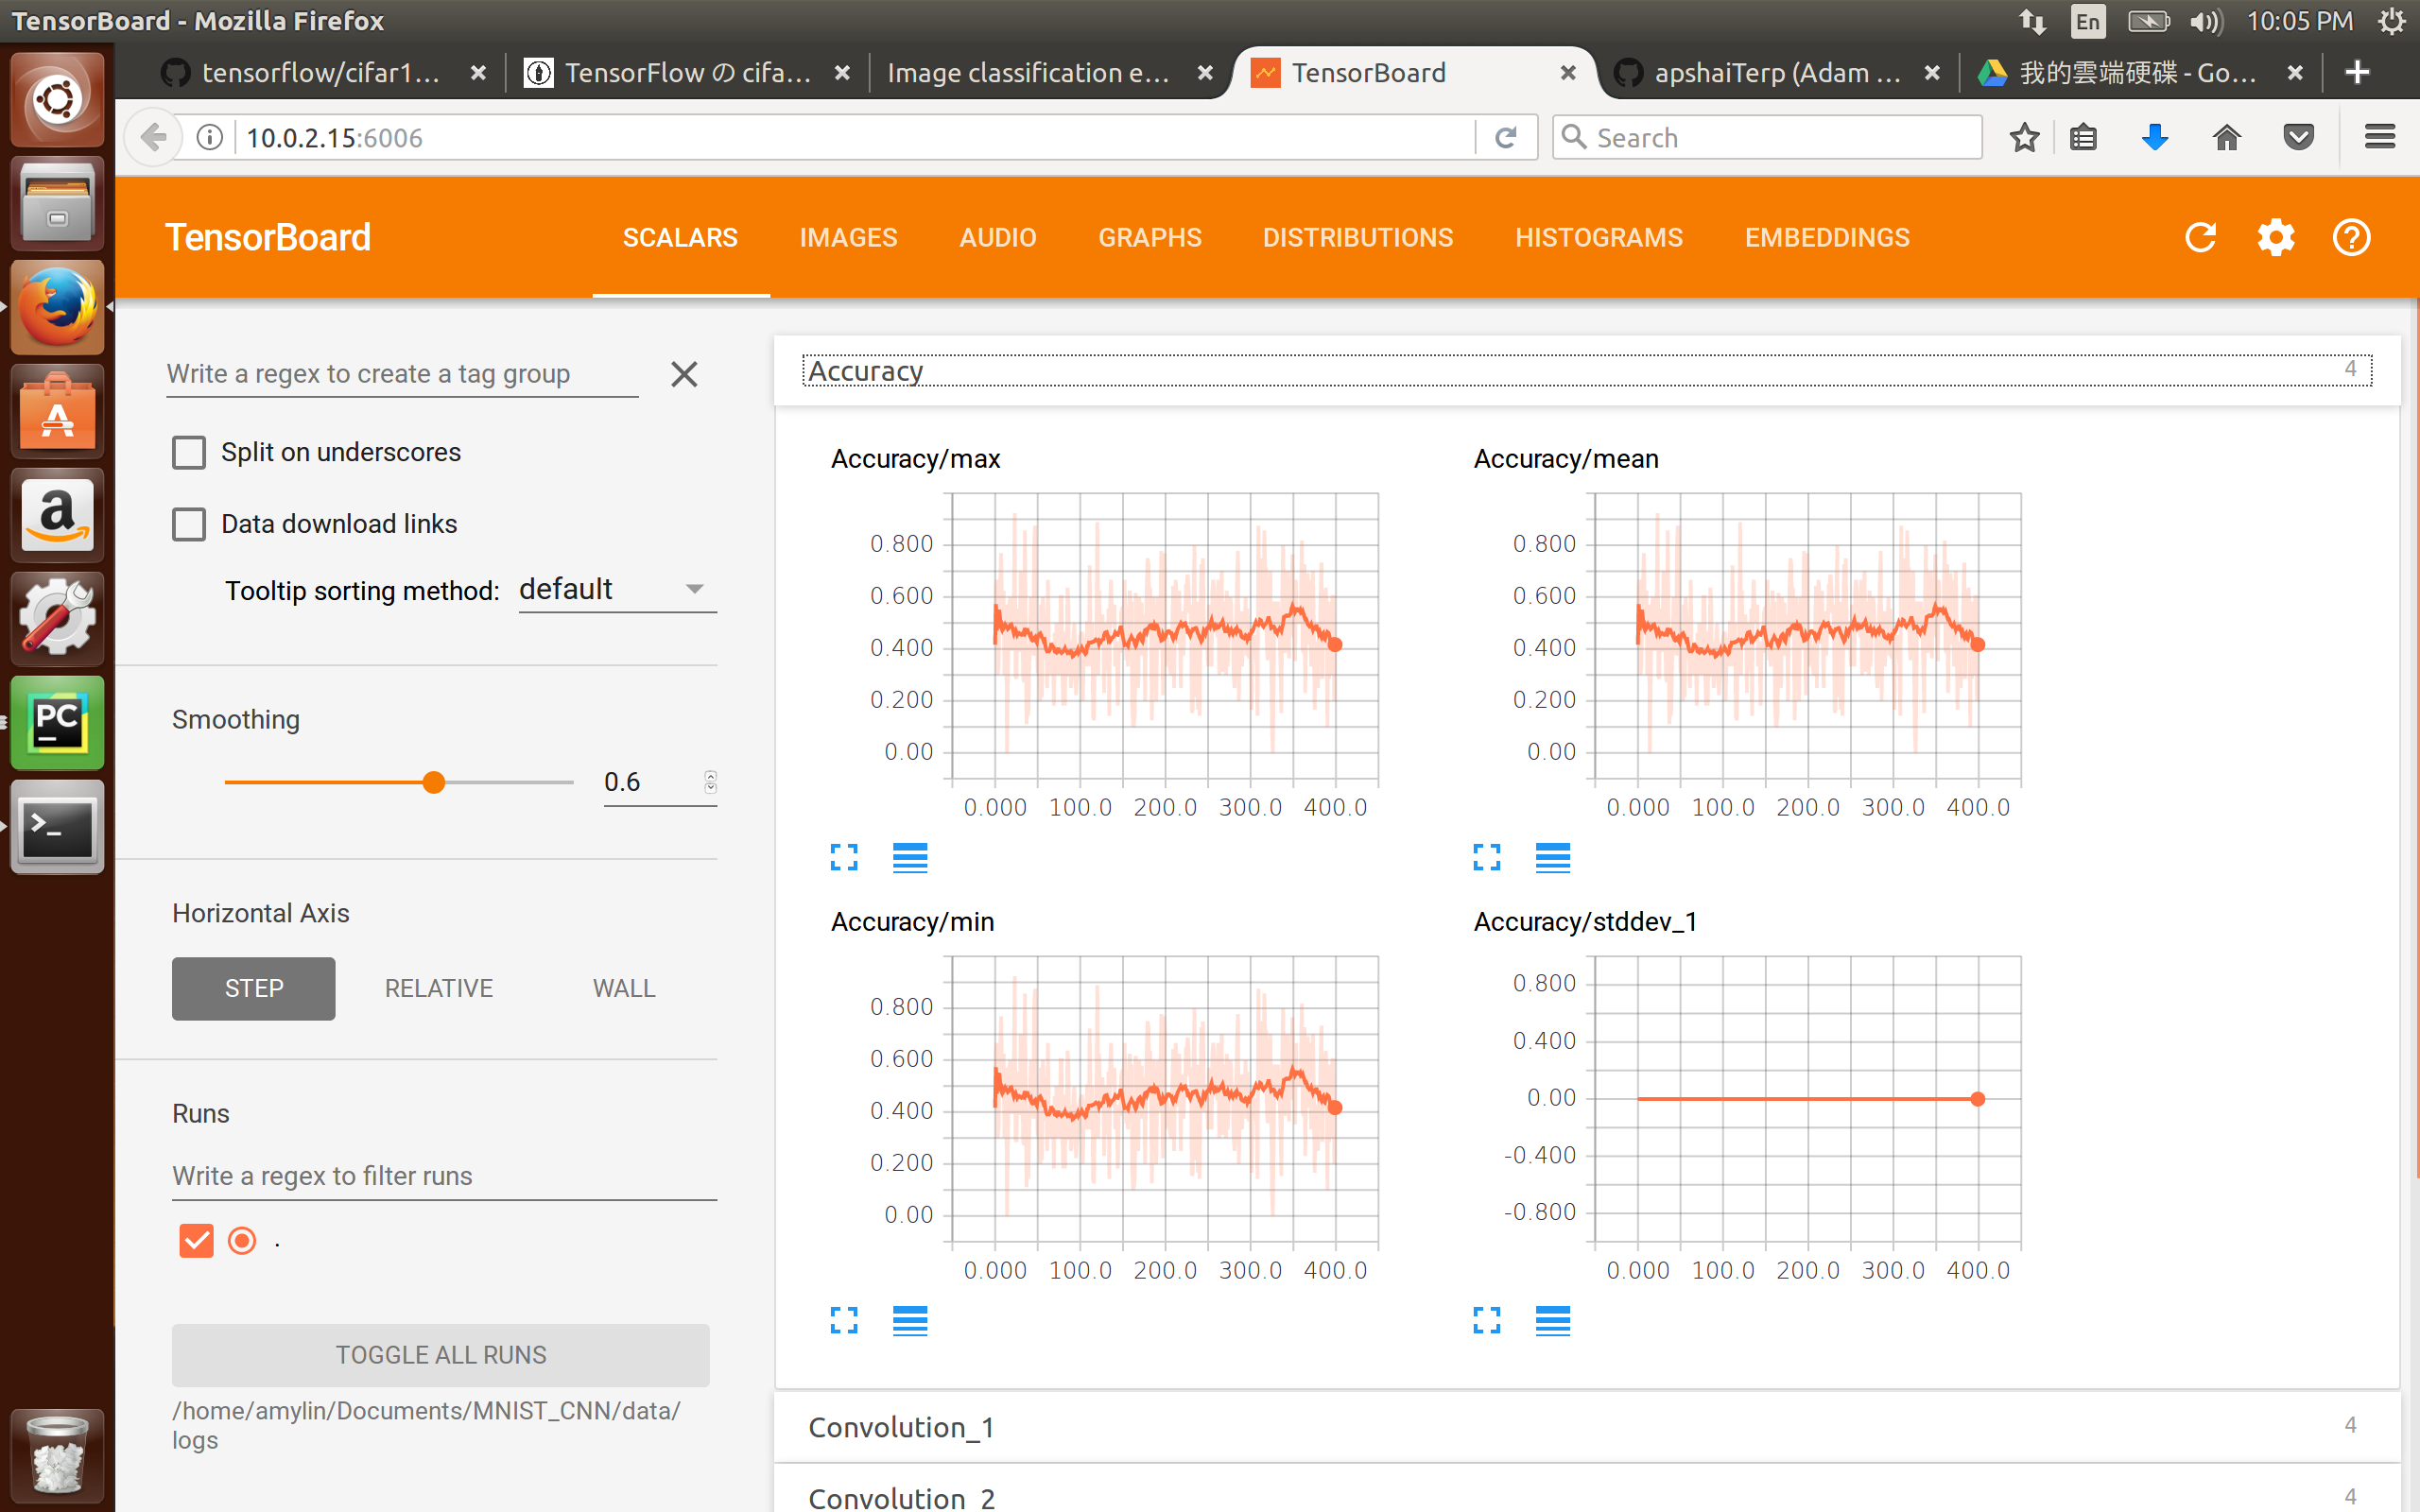 TensorBoard - Mozilla Firefox
En
10:05 PM
tensorflow/cifar1...
TensorFlow の cifa...
Image classification e...
TensorBoard
apshaiTerp (Adam ...
我的雲端硬碟 - Go...
10.0.2.15:6006
Search
TensorBoard
SCALARS
IMAGES
AUDIO
GRAPHS
DISTRIBUTIONS
HISTOGRAMS
EMBEDDINGS
Write a regex to create a tag group
Split on underscores
Data download links
Tooltip sorting method: default
Smoothing
0.6
Horizontal Axis
STEP
RELATIVE
WALL
Runs
Write a regex to filter runs
.
TOGGLE ALL RUNS
/home/amylin/Documents/MNIST_CNN/data/
logs
Accuracy
4
Accuracy/max
0.800
0.600
0.400
0.200
0.00
0.000 100.0 200.0 300.0 400.0
Accuracy/mean
0.800
0.600
0.400
0.200
0.00
0.000 100.0 200.0 300.0 400.0
Accuracy/min
0.800
0.600
0.400
0.200
0.00
0.000 100.0 200.0 300.0 400.0
Accuracy/stddev_1
0.800
0.400
0.00
-0.400
-0.800
0.000 100.0 200.0 300.0 400.0
Convolution_1
4
Convolution_2
4
PC